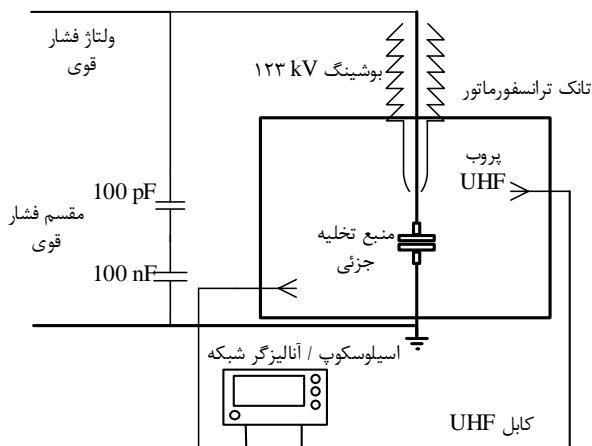 ولتاژ فشار
قوی
بوشینگ ۱۲۳ kV
تانک ترانسفورماتور
پروب
UHF
100 pF
مقسم فشار
قوی
100 nF
منبع تخلیه
جزئی
اسیلوسکوپ / آنالیزگر شبکه
کابل UHF